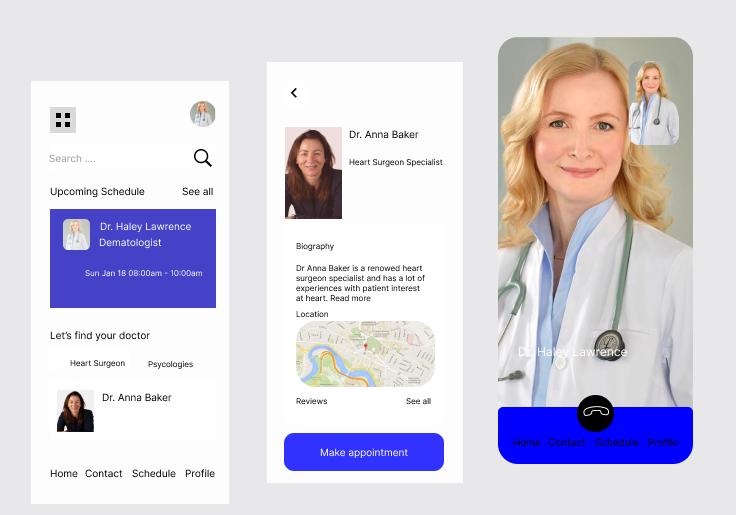 Search ....
Upcoming Schedule See all
Dr. Haley Lawrence
Dematologist
Sun Jan 18 08:00am - 10:00am
Let's find your doctor
Heart Surgeon Psycologies
Dr. Anna Baker
Home Contact Schedule Profile
Dr. Anna Baker
Heart Surgeon Specialist
Biography
Dr Anna Baker is a renowed heart
surgeon specialist and has a lot of
experiences with patient interest
at heart. Read more
Location
Reviews See all
Make appointment
Dr. Haley Lawrence
Home Contact Schedule Profile